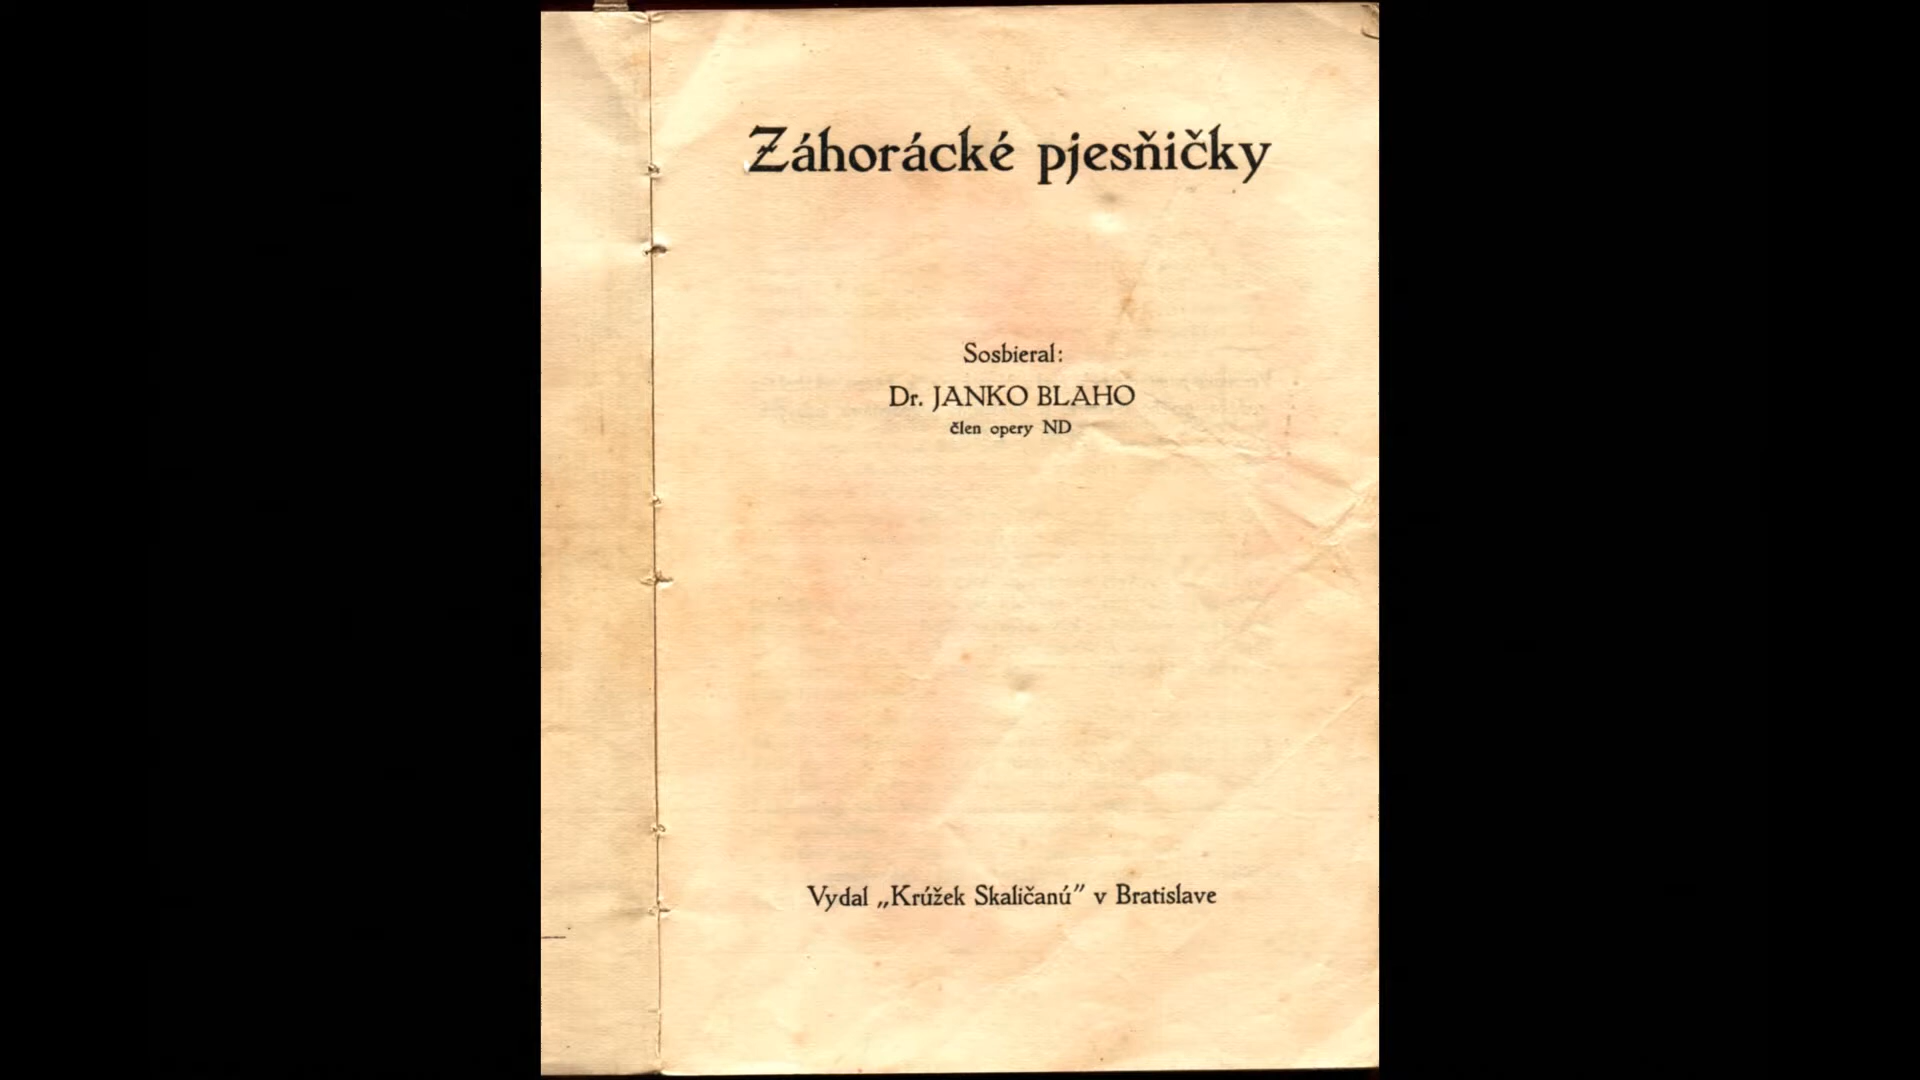 Záhorácké pjesňičky
Sosbieral:
Dr. JANKO BLAHO
člen opery ND
Vydal „Krúžek Skaličanú” v Bratislave